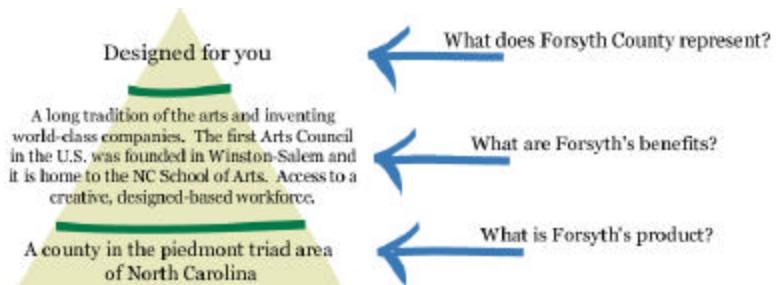 Designed for you
What does Forsyth County represent?
A long tradition of the arts and inventing
world-class companies. The first Arts Council
in the U.S. was founded in Winston-Salem and
it is home to the NC School of Arts. Access to a
creative, designed-based workforce.
What are Forsyth's benefits?
A county in the piedmont triad area
of North Carolina
What is Forsyth's product?